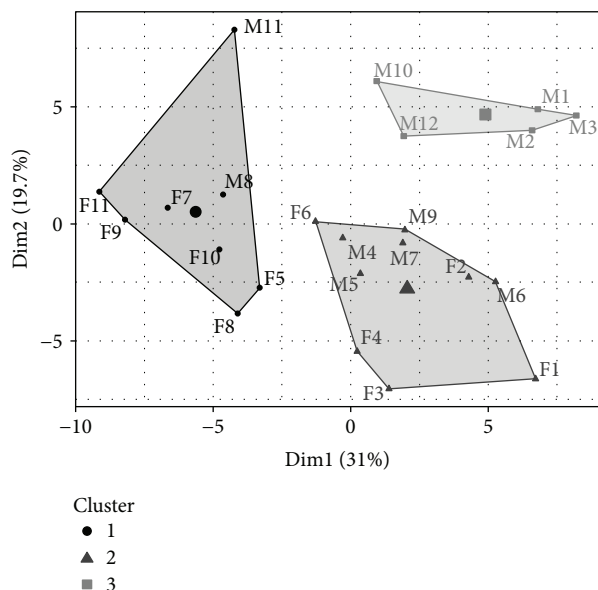 M11
M10
M1
M3
M2
M12
5
F7
M8
F11
F9
F10
F5
F8
F6
M9
M4
M7
F2
M5
M6
F4
F3
F1
0
−5
−10
−5
0
5
Dim2 (19.7%)
Dim1 (31%)
Cluster
1
2
3